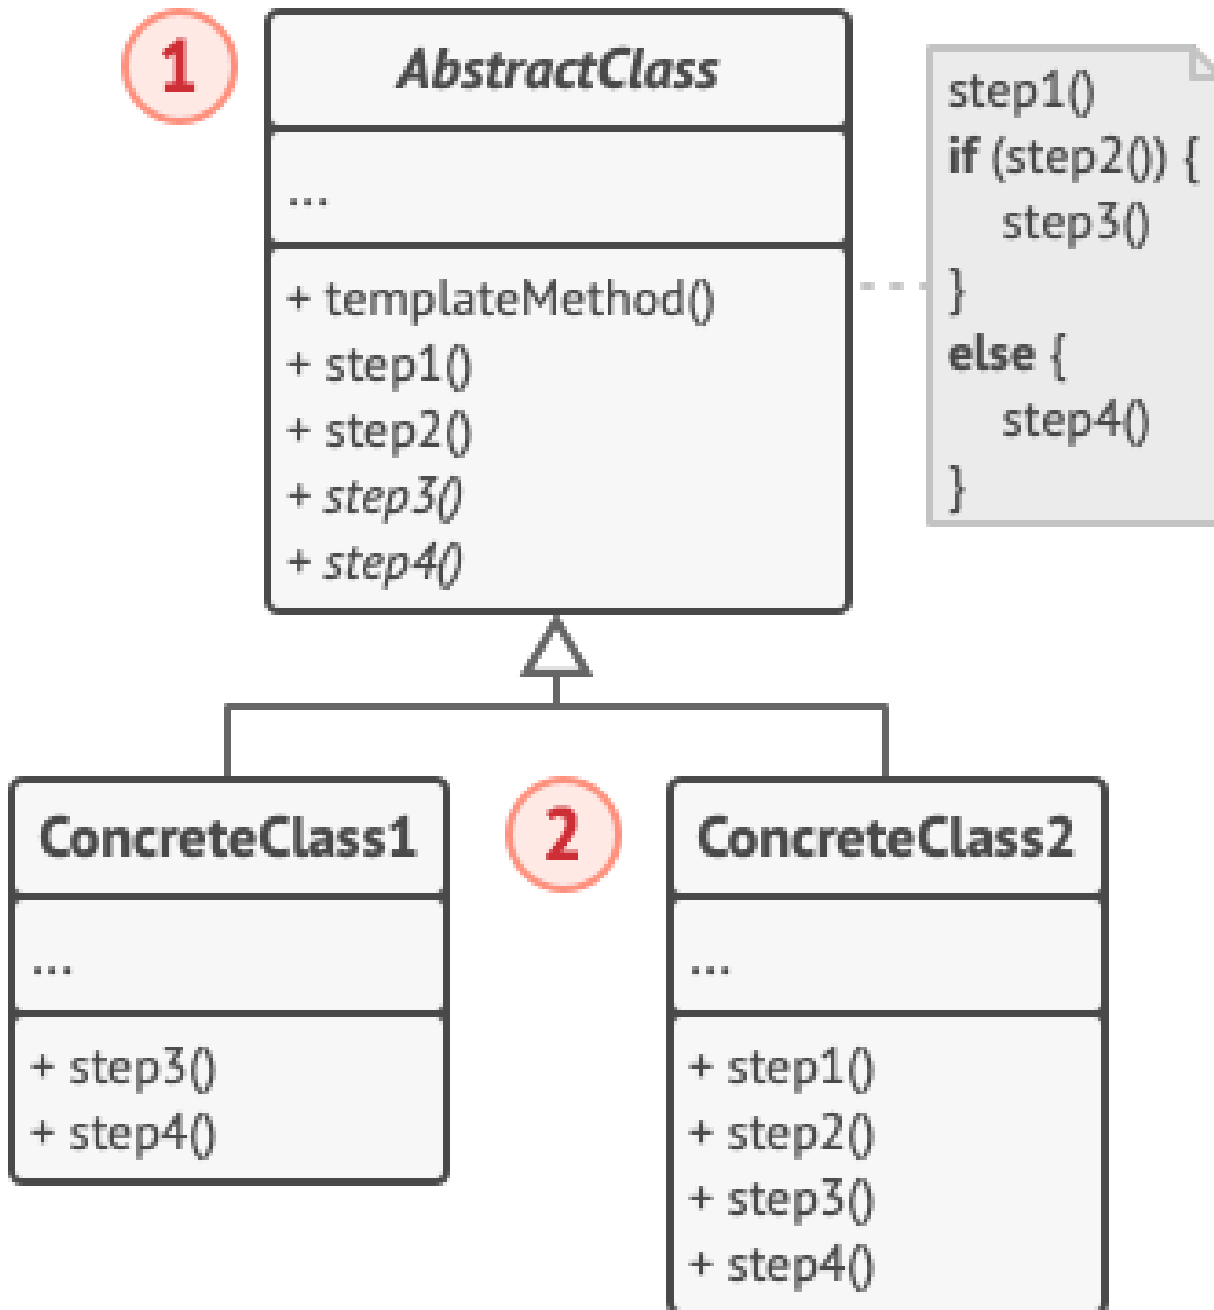 1
AbstractClass
...
+ templateMethod()
+ step1()
+ step2()
+ step3()
+ step4()
step1()
if (step2()) {
step3()
}
else {
step4()
}
ConcreteClass1
...
+ step3()
+ step4()
2
ConcreteClass2
...
+ step1()
+ step2()
+ step3()
+ step4()